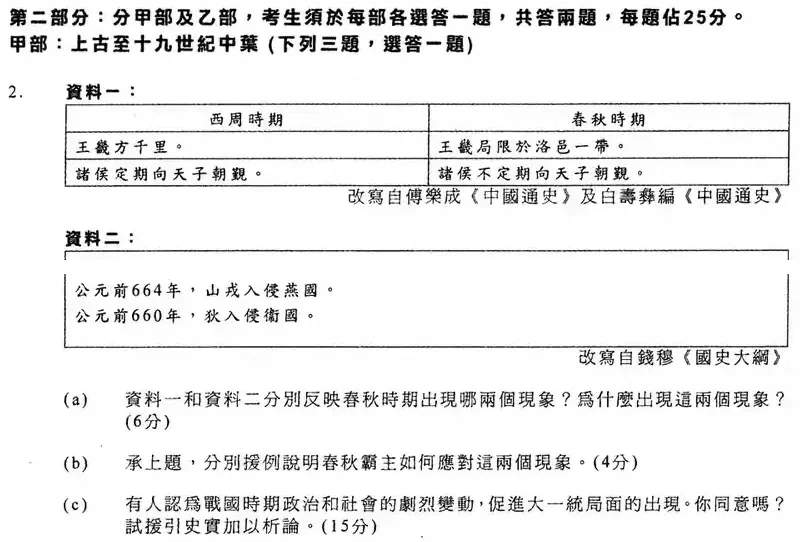 第二部分：分甲部及乙部，考生須於每部各選答一題，共答兩題，每題佔25分。
甲部：上古至十九世紀中葉 (下列三題，選答一題)
2. 資料一：
西周時期 春秋時期
王畿方千里。 王畿局限於洛邑一帶。
諸侯定期向天子朝覲。 諸侯不定期向天子朝覲。
改寫自傅樂成《中國通史》及白壽彝編《中國通史》
資料二：
公元前664年，山戎入侵燕國。
公元前660年，狄入侵衞國。
改寫自錢穆《國史大綱》
(a) 資料一和資料二分別反映春秋時期出現哪兩個現象？爲什麼出現這兩個現象？
(6分)
(b) 承上題，分別援例說明春秋霸主如何應對這兩個現象。(4分)
(c) 有人認爲戰國時期政治和社會的劇烈變動，促進大一統局面的出現。你同意嗎？
試援引史實加以析論。(15分)